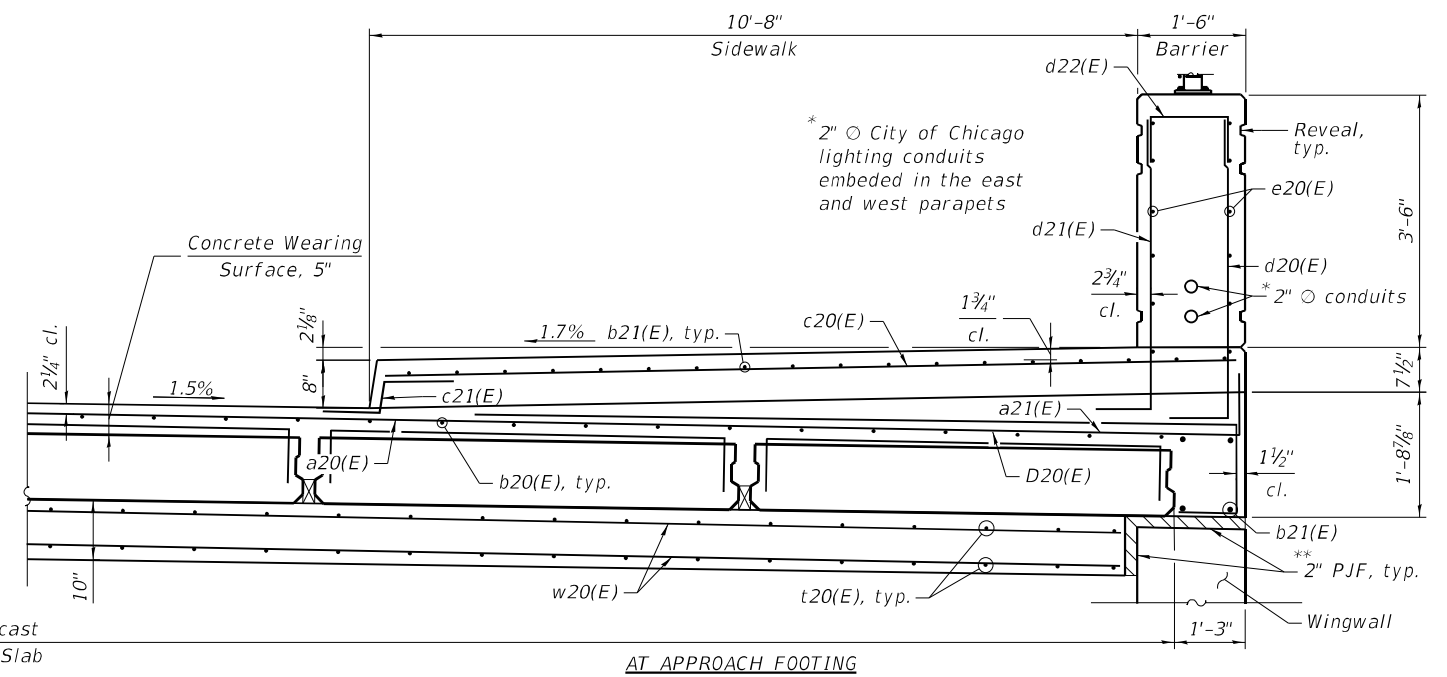 10'-8"
Sidewalk
1'-6"
Barrier
d22(E)
* 2" ∅ City of Chicago
lighting conduits
embeded in the east
and west parapets
Reveal,
typ.
e20(E)
3'-6"
d21(E)
Concrete Wearing
Surface, 5"
d20(E)
2¾"
cl.
* 2" ∅ conduits
2¼" cl.
2⅛"
8"
1.7%
b21(E), typ.
c20(E)
1¾"
cl.
7½"
1.5%
c21(E)
a21(E)
1'-8⅞"
a20(E)
b20(E), typ.
D20(E)
1½"
cl.
b21(E)
**
2" PJF, typ.
10"
w20(E)
t20(E), typ.
Wingwall
cast
Slab
1'-3"
AT APPROACH FOOTING